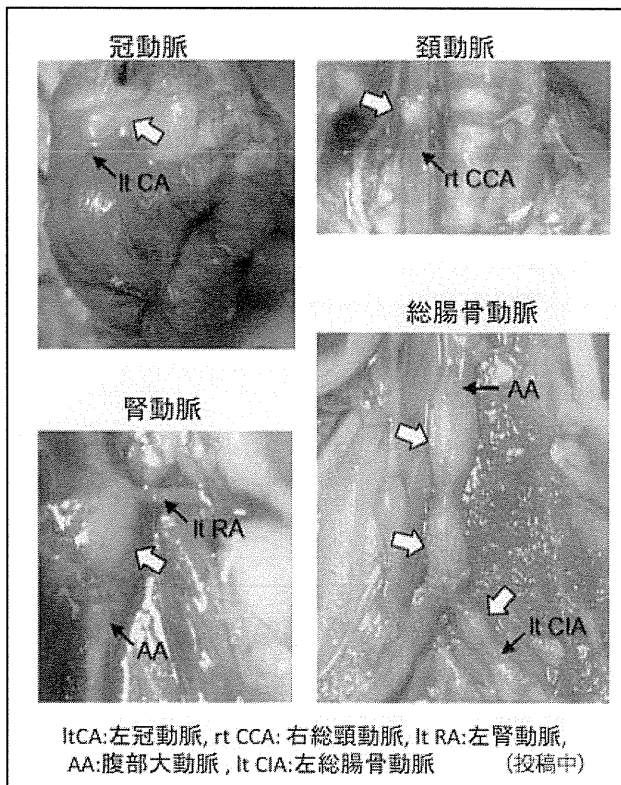 冠動脈
頚動脈
lt CA
rt CCA
腎動脈
総腸骨動脈
lt RA
AA
AA
lt CIA
ltCA:左冠動脈, rt CCA: 右総頸動脈, lt RA:左腎動脈,
AA:腹部大動脈 , lt CIA:左総腸骨動脈 (投稿中)